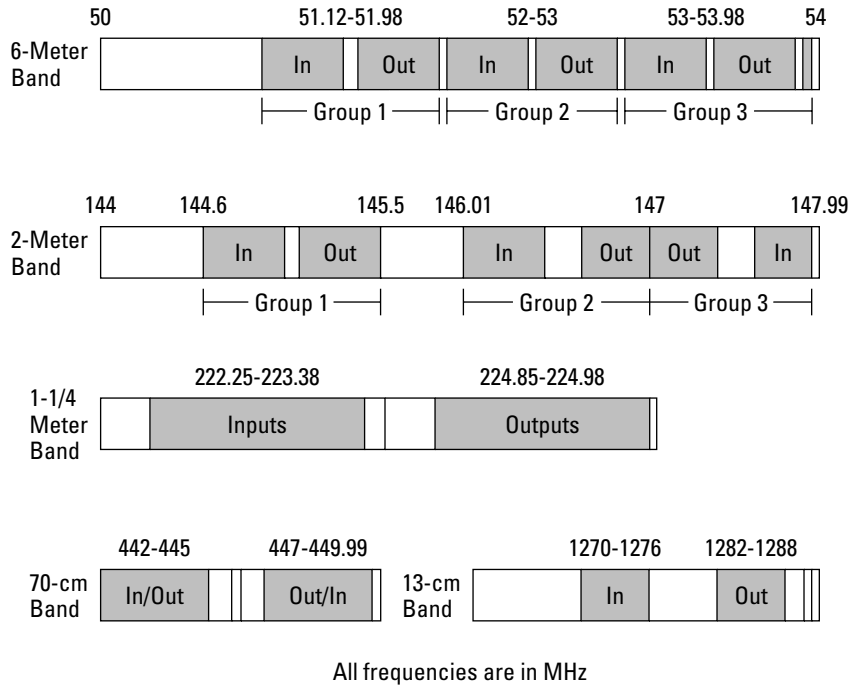 50 51.12-51.98 52-53 53-53.98 54
6-Meter Band
In Out In Out In Out
Group 1 Group 2 Group 3
144 144.6 145.5 146.01 147 147.99
2-Meter Band
In Out In Out Out In
Group 1 Group 2 Group 3
222.25-223.38 224.85-224.98
1-1/4 Meter Band
Inputs Outputs
442-445 447-449.99
70-cm Band
In/Out Out/In
1270-1276 1282-1288
13-cm Band
In Out
All frequencies are in MHz